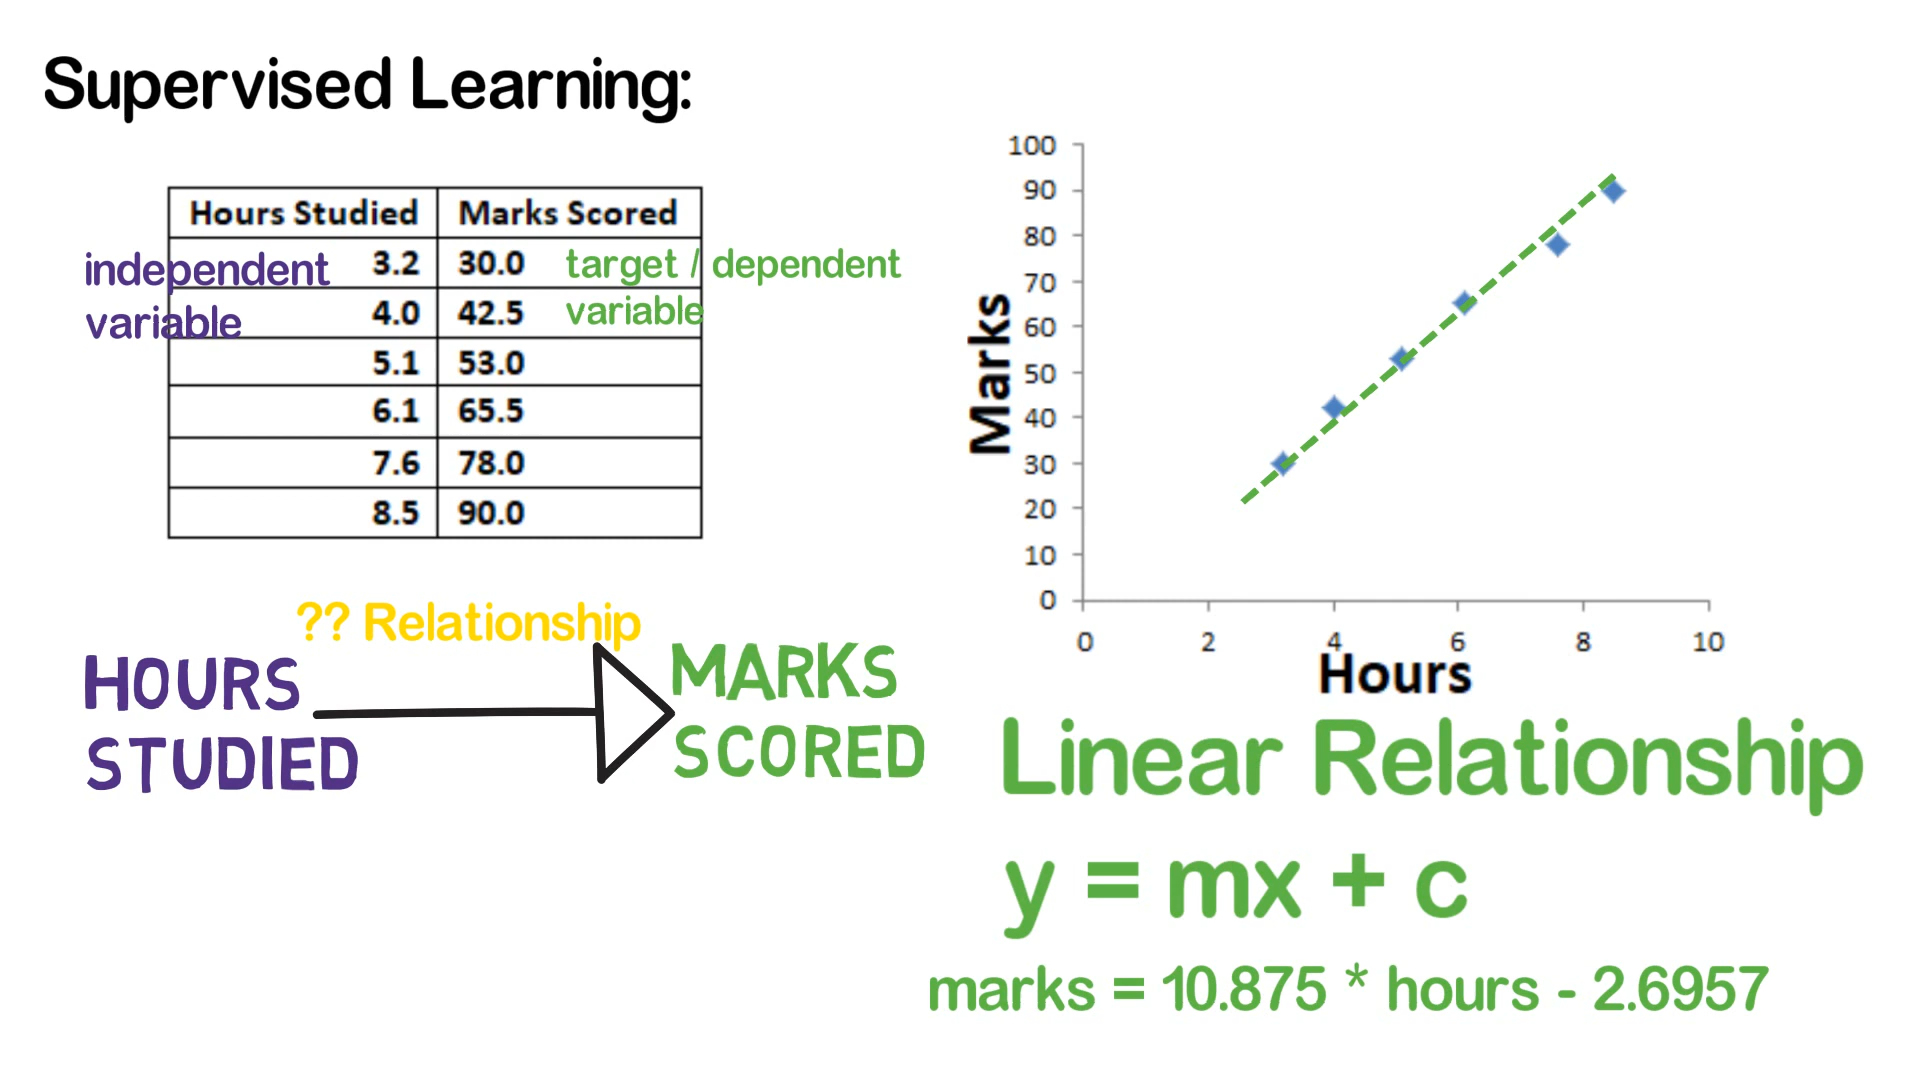 Supervised Learning:
Hours Studied Marks Scored
independent
variable
target / dependent
variable
3.2 30.0
4.0 42.5
5.1 53.0
6.1 65.5
7.6 78.0
8.5 90.0
?? Relationship
HOURS
STUDIED
MARKS
SCORED
100
90
80
70
60
50
40
30
20
10
0
Marks
0 2 4 6 8 10
Hours
Linear Relationship
y = mx + c
marks = 10.875 * hours - 2.6957